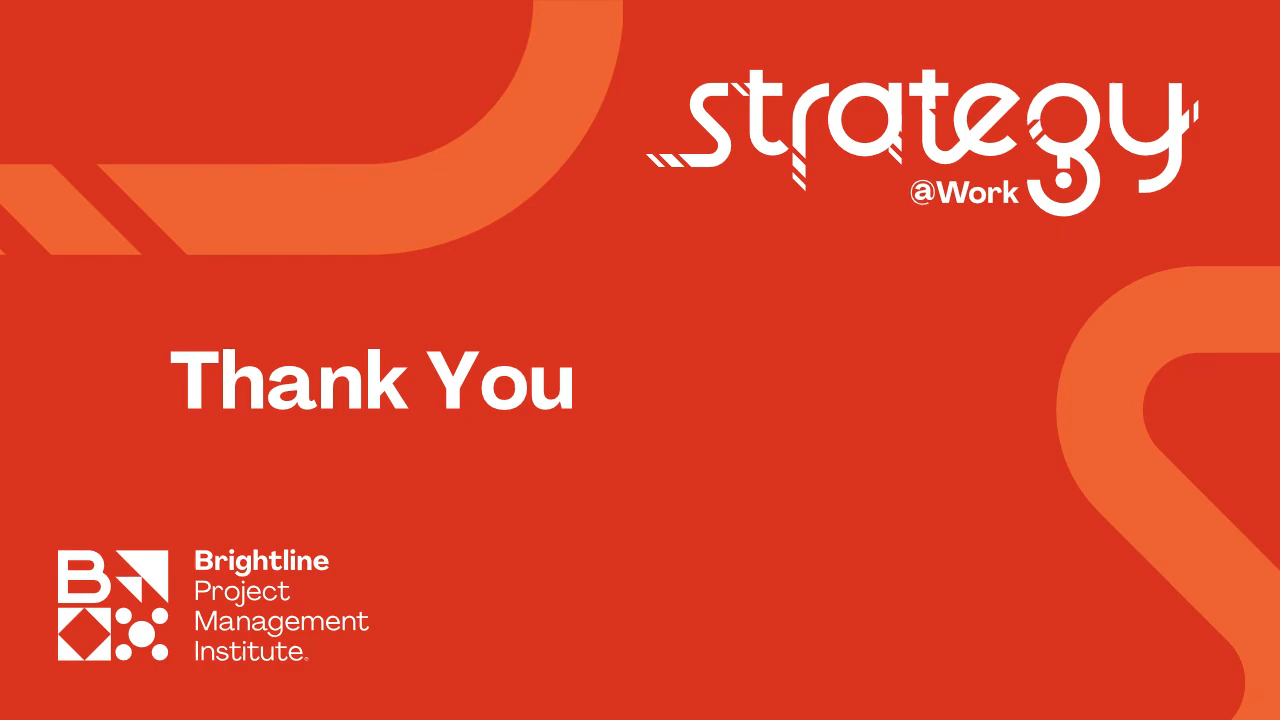 strategy
@Work
Thank You
Brightline
Project
Management
Institute.